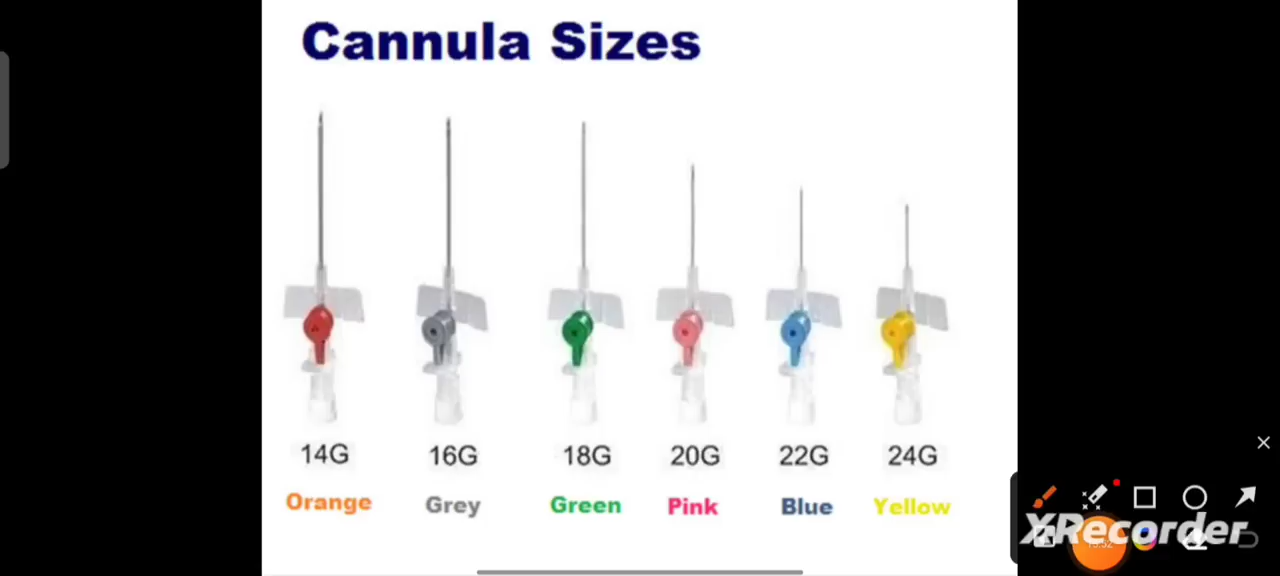 Cannula Sizes
14G 16G 18G 20G 22G 24G
Orange Grey Green Pink Blue Yellow
XRecorder